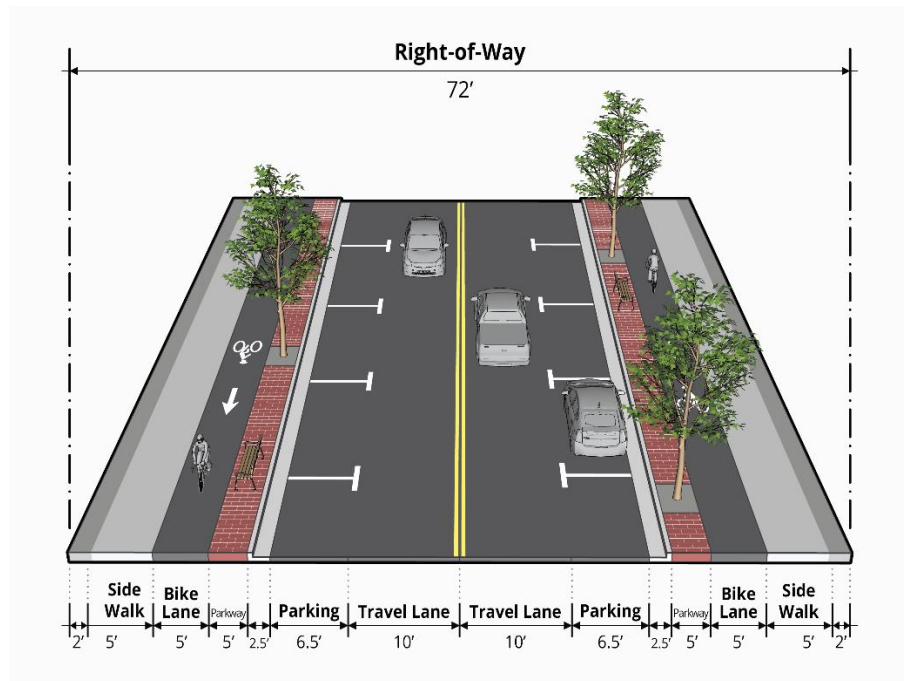 Right-of-Way
72’
Side Walk
Bike Lane
Parkway
Parking
Travel Lane
Travel Lane
Parking
Parkway
Bike Lane
Side Walk
2’ 5’ 5’ 5’ 2.5’ 6.5’ 10’ 10’ 6.5’ 2.5’ 5’ 5’ 5’ 2’